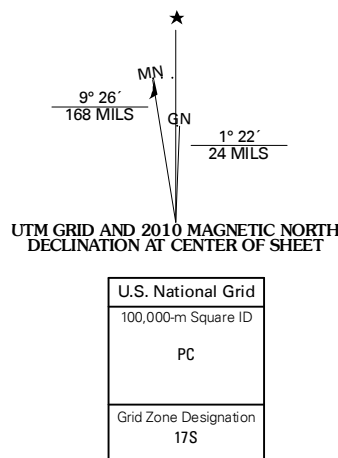 MN
GN
9° 26´
168 MILS
1° 22´
24 MILS
UTM GRID AND 2010 MAGNETIC NORTH
DECLINATION AT CENTER OF SHEET
U.S. National Grid
100,000-m Square ID
PC
Grid Zone Designation
17S